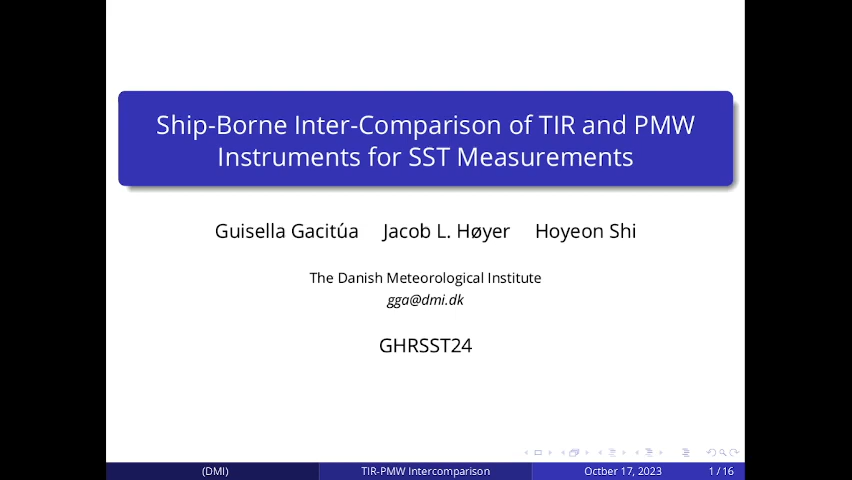 Ship-Borne Inter-Comparison of TIR and PMW
Instruments for SST Measurements
Guisella Gacitúa Jacob L. Høyer Hoyeon Shi
The Danish Meteorological Institute
gga@dmi.dk
GHRSST24
(DMI) TIR-PMW Intercomparison Octber 17, 2023 1 / 16